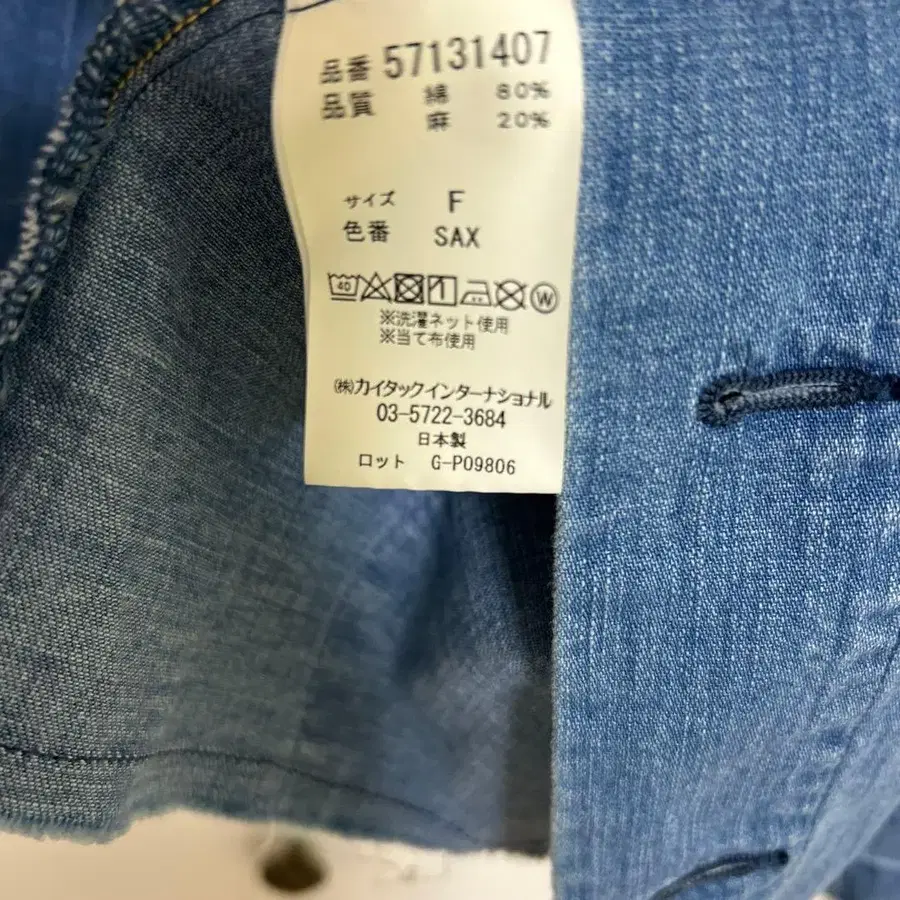 品番 57131407
品質 綿 80%
麻 20%
サイズ F
色番 SAX
40 W
※洗濯ネット使用
※当て布使用
㈱カイタックインターナショナル
03-5722-3684
日本製
ロット G-P09806